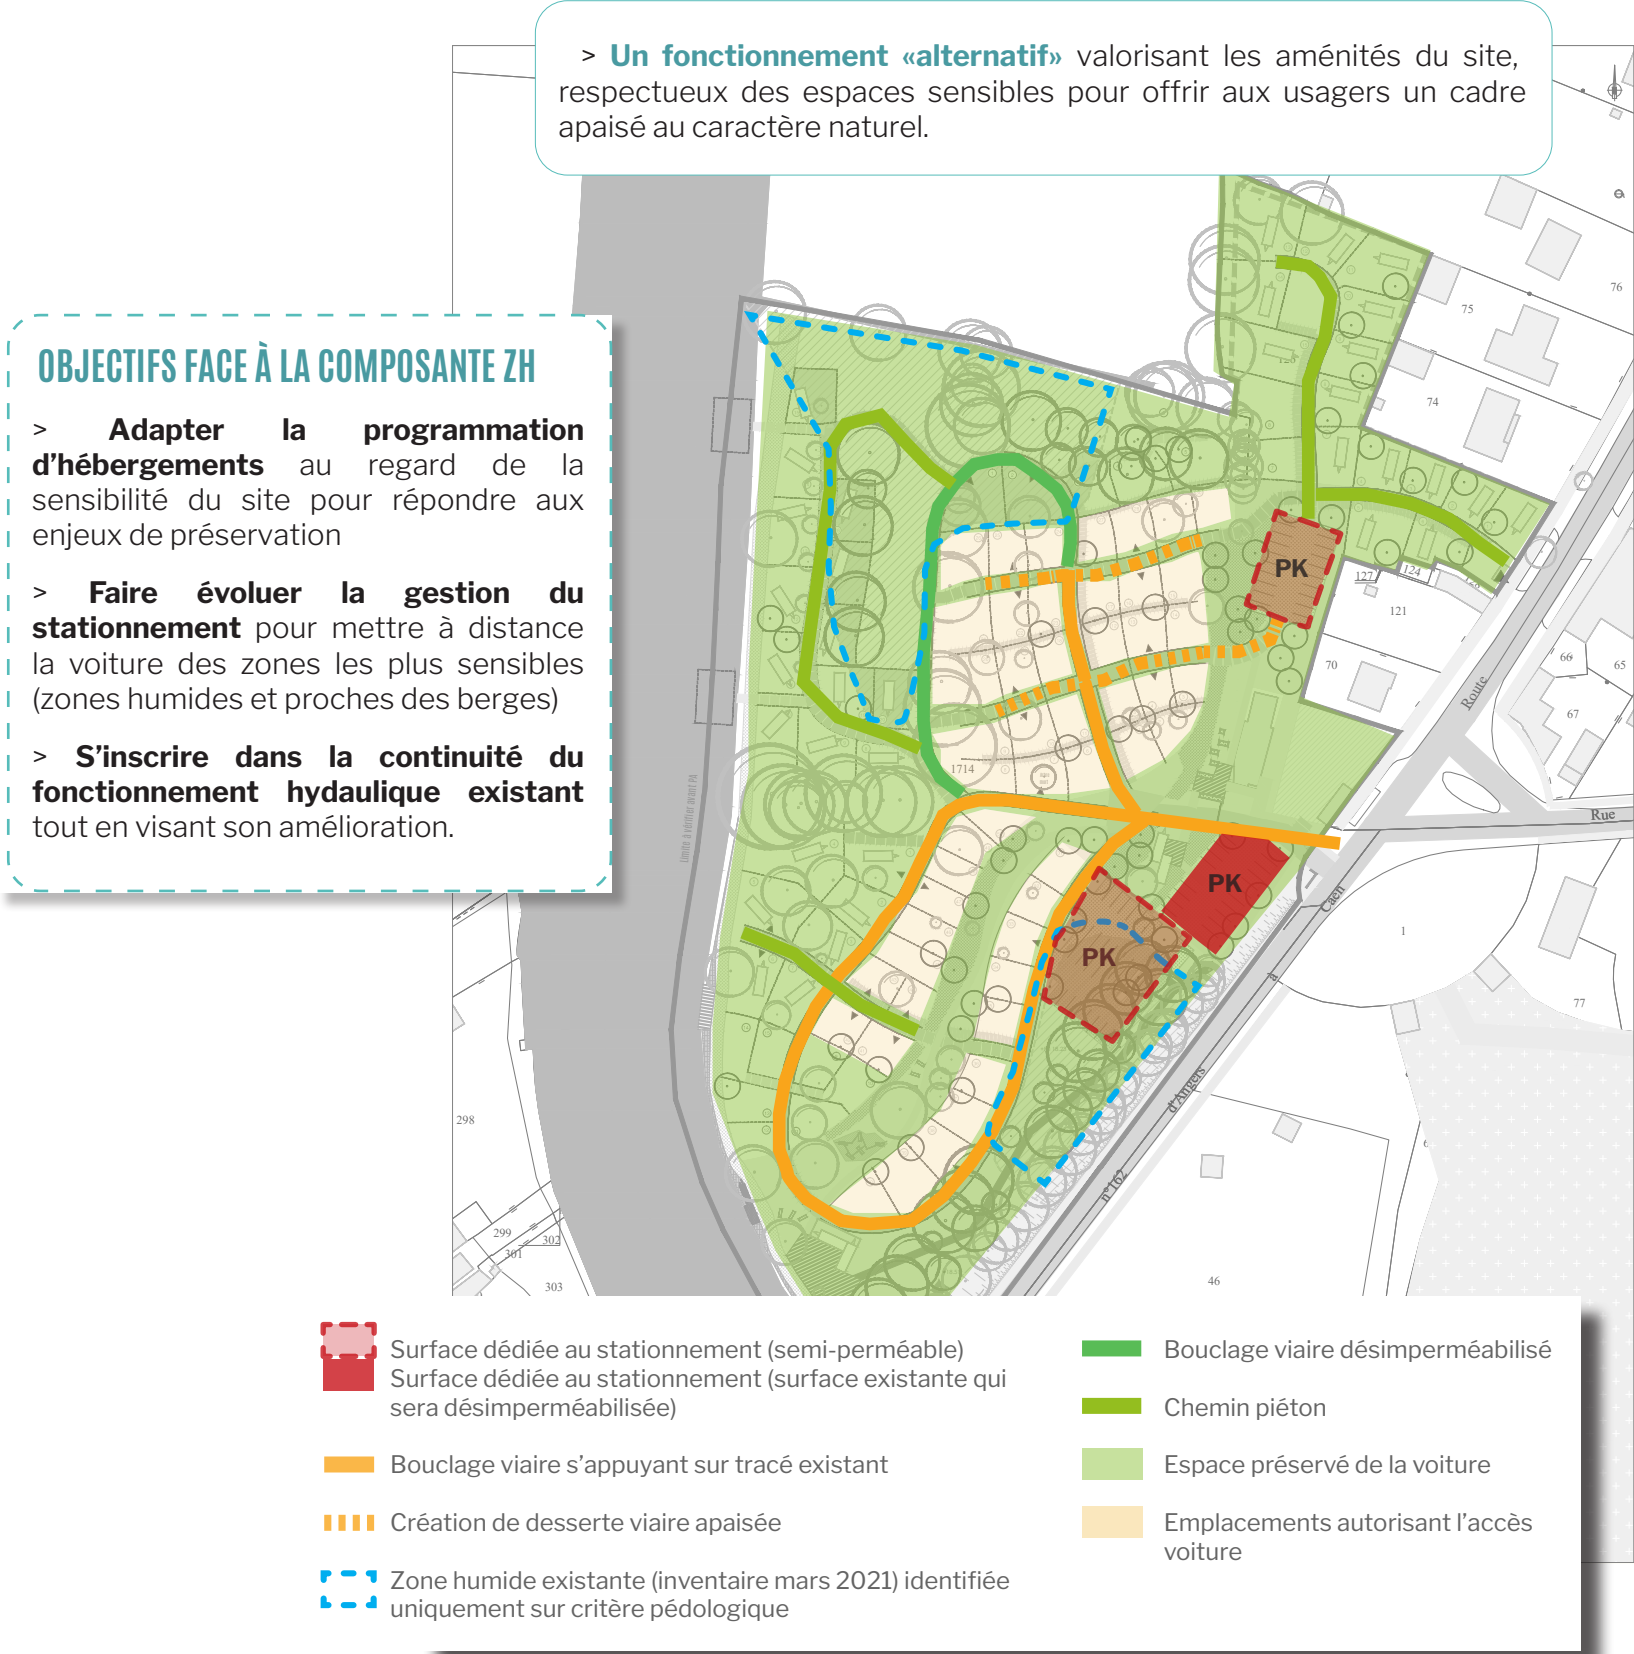 > Un fonctionnement «alternatif» valorisant les aménités du site,
respectueux des espaces sensibles pour offrir aux usagers un cadre
apaisé au caractère naturel.
OBJECTIFS FACE À LA COMPOSANTE ZH
> Adapter la programmation
d’hébergements au regard de la
sensibilité du site pour répondre aux
enjeux de préservation
> Faire évoluer la gestion du
stationnement pour mettre à distance
la voiture des zones les plus sensibles
(zones humides et proches des berges)
> S’inscrire dans la continuité du
fonctionnement hydaulique existant
tout en visant son amélioration.
76
75
74
PK
127
124
121
70
66
65
67
Route
Rue
1714
Limite à vérifier avant PA
PK
PK
Caen
à
1
77
d'Angers
n°162
298
299
301
302
303
46
Surface dédiée au stationnement (semi-perméable)
Surface dédiée au stationnement (surface existante qui
sera désimperméabilisée)
Bouclage viaire s’appuyant sur tracé existant
Création de desserte viaire apaisée
Zone humide existante (inventaire mars 2021) identifiée
uniquement sur critère pédologique
Bouclage viaire désimperméabilisé
Chemin piéton
Espace préservé de la voiture
Emplacements autorisant l’accès
voiture